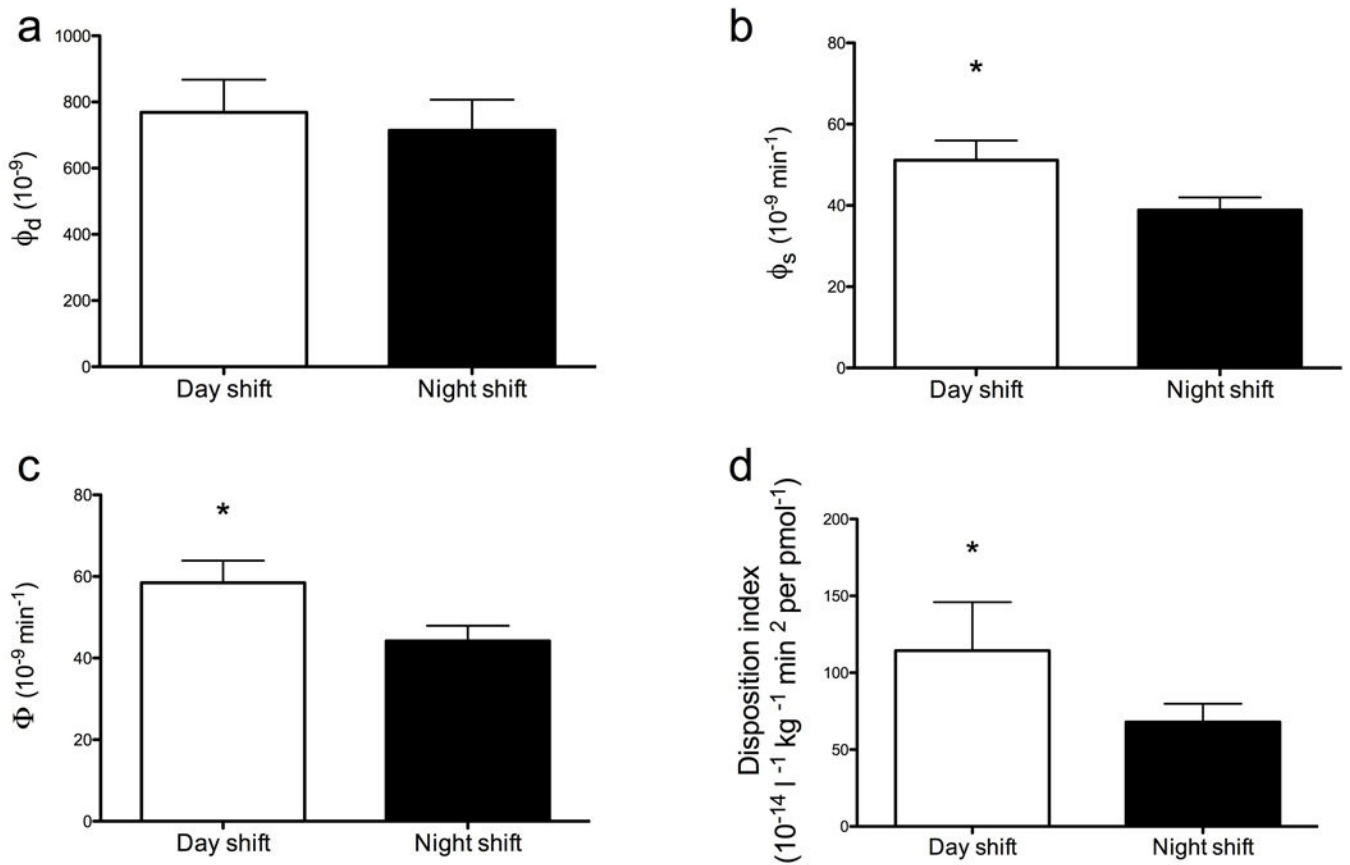 a
1000
800
600
400
200
0
ϕd (10-9)
Day shift
Night shift
b
80
60
40
20
0
*
ϕs (10-9 min-1)
Day shift
Night shift
c
80
60
40
20
0
*
Φ (10-9 min-1)
Day shift
Night shift
d
200
150
100
50
0
*
Disposition index
(10-14 l -1 kg -1 min 2 per pmol-1)
Day shift
Night shift